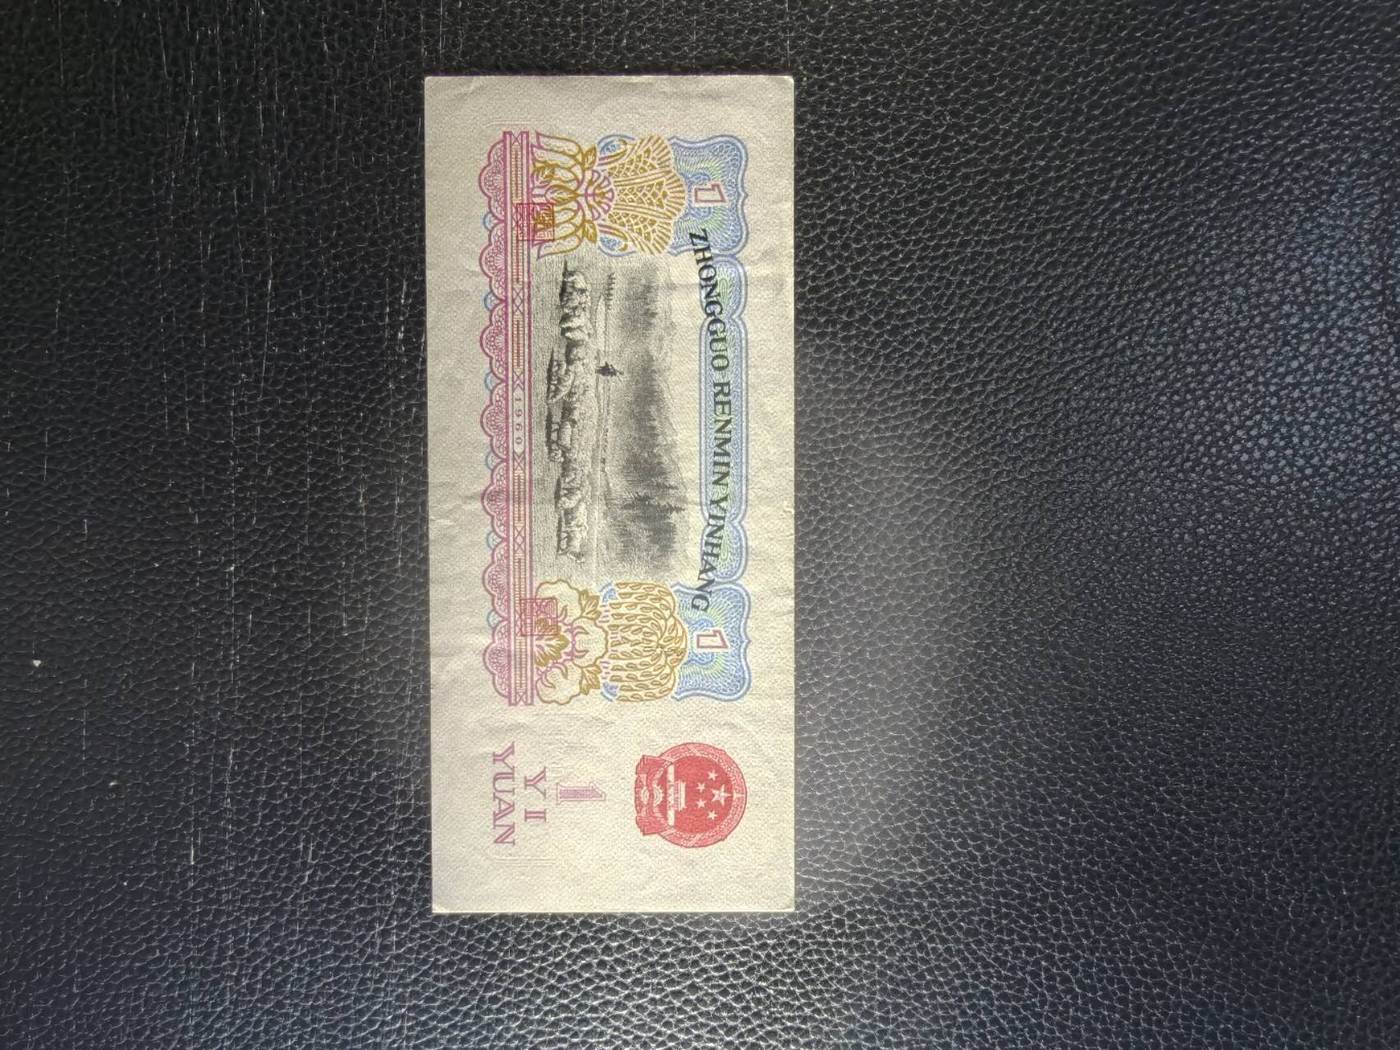 1
ZHONGGUO RENMIN YINHANG
1
1960
1
YI
YUAN